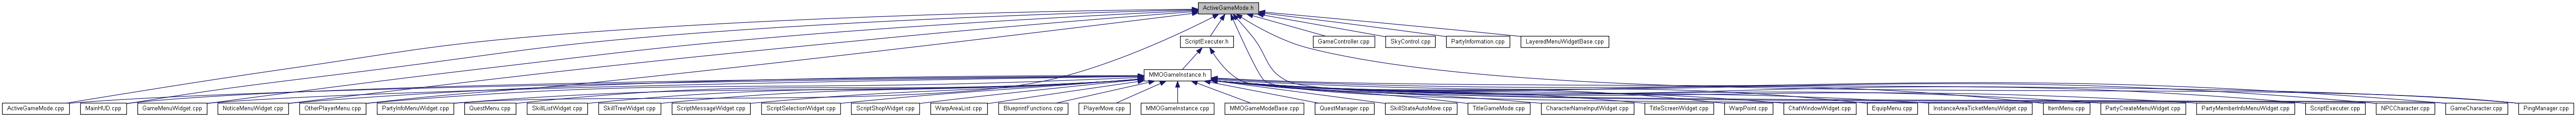 ActiveGameMode.h
ScriptExecuter.h
GameController.cpp
SkyControl.cpp
PartyInformation.cpp
LayeredMenuWidgetBase.cpp
MMOGameInstance.h
ActiveGameMode.cpp
MainHUD.cpp
GameMenuWidget.cpp
NoticeMenuWidget.cpp
OtherPlayerMenu.cpp
PartyInfoMenuWidget.cpp
QuestMenu.cpp
SkillListWidget.cpp
SkillTreeWidget.cpp
ScriptMessageWidget.cpp
ScriptSelectionWidget.cpp
ScriptShopWidget.cpp
WarpAreaList.cpp
BlueprintFunctions.cpp
PlayerMove.cpp
MMOGameInstance.cpp
MMOGameModeBase.cpp
QuestManager.cpp
SkillStateAutoMove.cpp
TitleGameMode.cpp
CharacterNameInputWidget.cpp
TitleScreenWidget.cpp
WarpPoint.cpp
ChatWindowWidget.cpp
EquipMenu.cpp
InstanceAreaTicketMenuWidget.cpp
ItemMenu.cpp
PartyCreateMenuWidget.cpp
PartyMemberInfoMenuWidget.cpp
ScriptExecuter.cpp
NPCCharacter.cpp
GameCharacter.cpp
PingManager.cpp